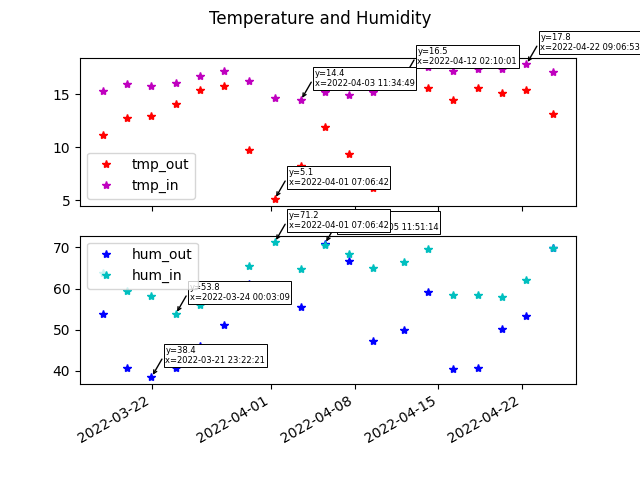 Temperature and Humidity
y=17.8
x=2022-04-22 09:06:53
y=16.5
x=2022-04-12 02:10:01
y=14.4
x=2022-04-03 11:34:49
15
10
5
tmp_out
tmp_in
y=5.1
x=2022-04-01 07:06:42
y=71.2
x=2022-04-01 07:06:42
05 11:51:14
70
60
50
40
hum_out
hum_in
y=53.8
x=2022-03-24 00:03:09
y=38.4
x=2022-03-21 23:22:21
2022-03-22
2022-04-01
2022-04-08
2022-04-15
2022-04-22